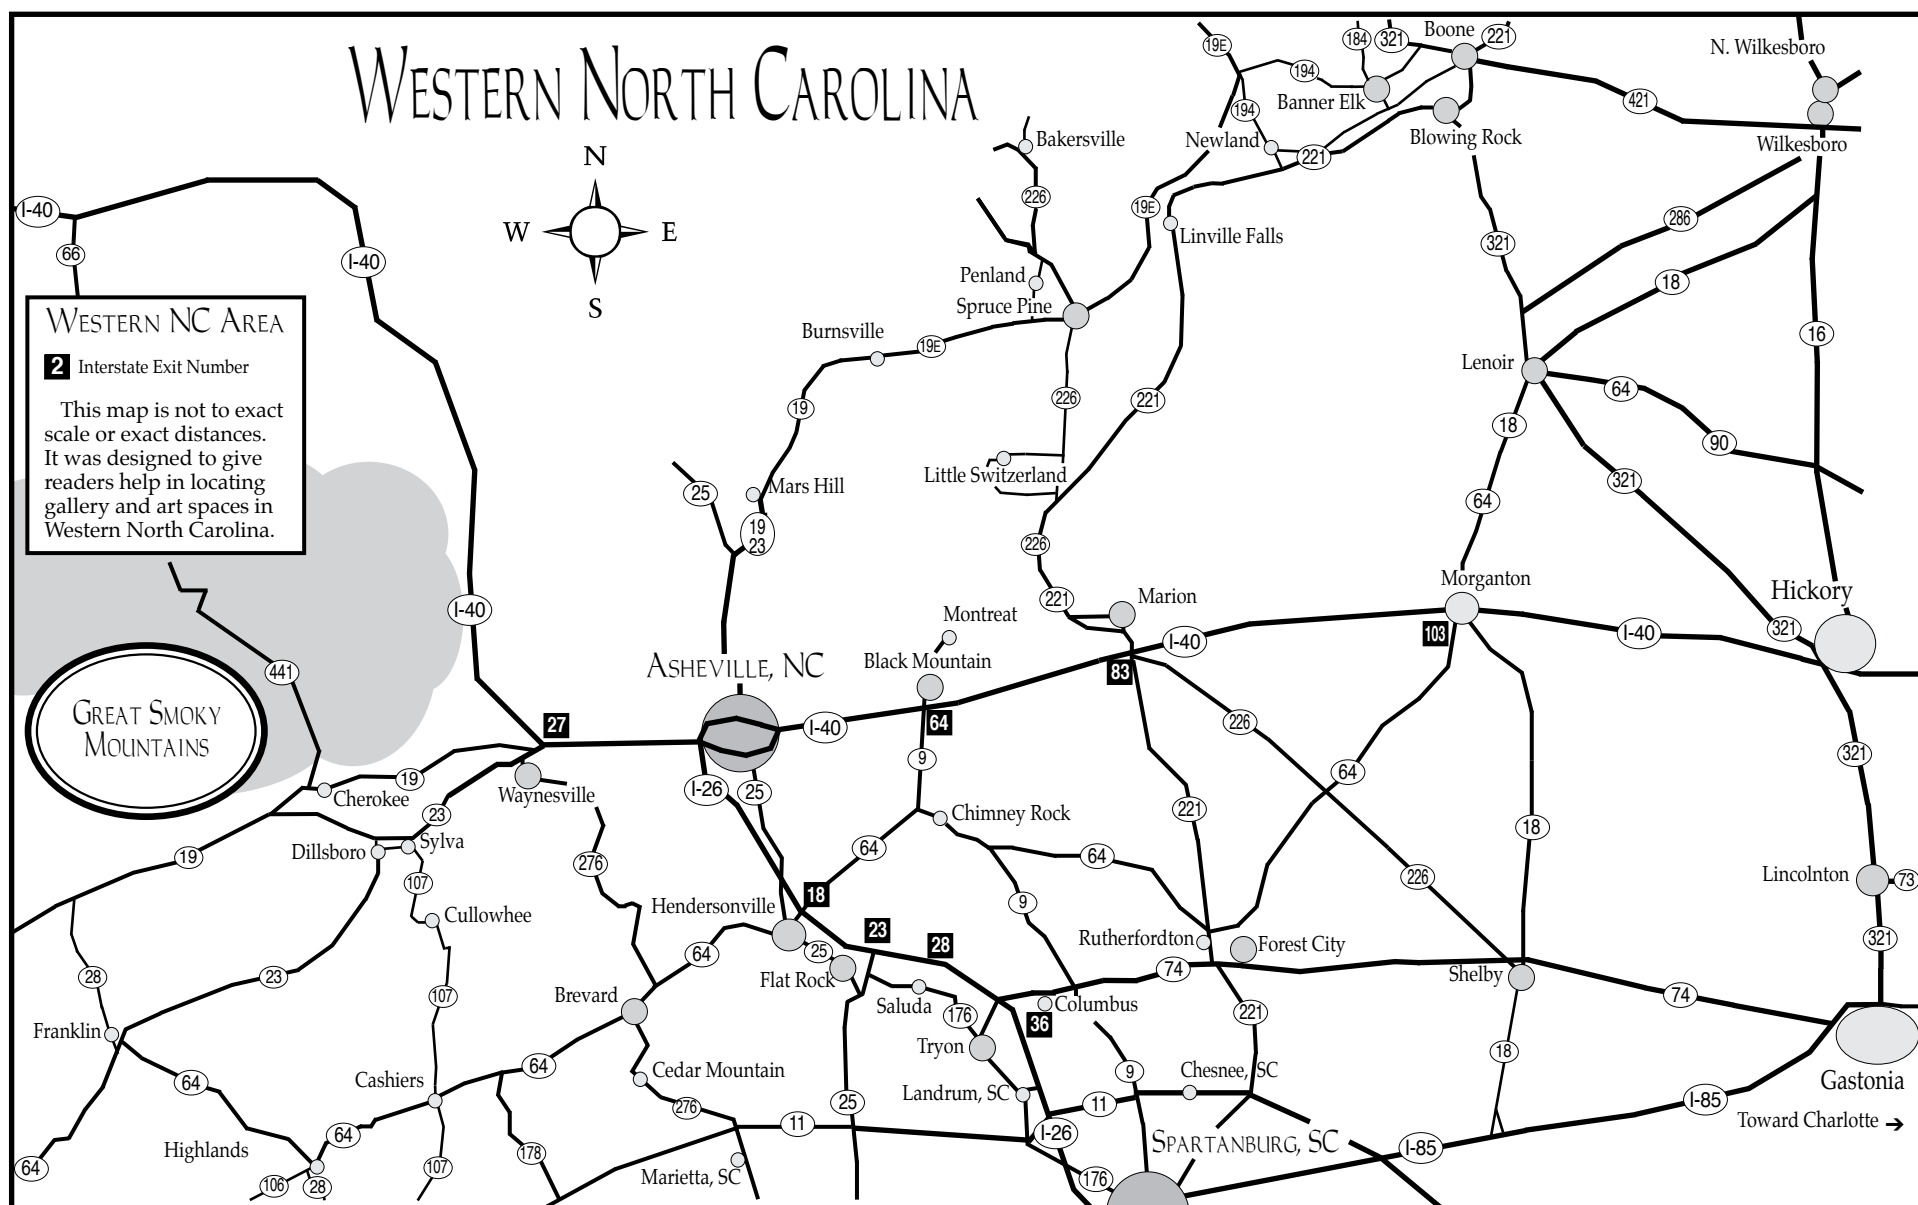 WESTERN NORTH CAROLINA
N
W E
S
WESTERN NC AREA
2 Interstate Exit Number
This map is not to exact
scale or exact distances.
It was designed to give
readers help in locating
gallery and art spaces in
Western North Carolina.
GREAT SMOKY
MOUNTAINS
I-40
66
I-40
I-40
441
27
19
Cherokee
Waynesville
23
Sylva
Dillsboro
19
107
Cullowhee
276
28
23
107
Franklin
64
Cashiers
64
Highlands
64
64
106
28
107
178
19E
184
321
Boone
221
N. Wilkesboro
194
Banner Elk
194
421
Blowing Rock
Wilkesboro
Newland
221
Bakersville
226
19E
Linville Falls
321
286
18
16
Penland
Spruce Pine
Burnsville
19E
19
226
221
Lenoir
64
18
90
321
64
Mars Hill
25
19
23
Little Switzerland
226
221
Marion
Morganton
103
Hickory
321
I-40
I-40
Montreat
Black Mountain
83
64
ASHEVILLE, NC
I-40
I-26
25
9
Chimney Rock
226
64
221
18
321
64
64
226
Lincolnton
73
321
18
Hendersonville
23
28
9
64
25
Flat Rock
Rutherfordton
Forest City
74
Shelby
74
Brevard
Saluda
176
Columbus
36
221
Tryon
18
Gastonia
Cedar Mountain
276
25
Landrum, SC
9
Chesnee, SC
11
11
I-85
Toward Charlotte ➔
I-26
SPARTANBURG, SC
I-85
Marietta, SC
176